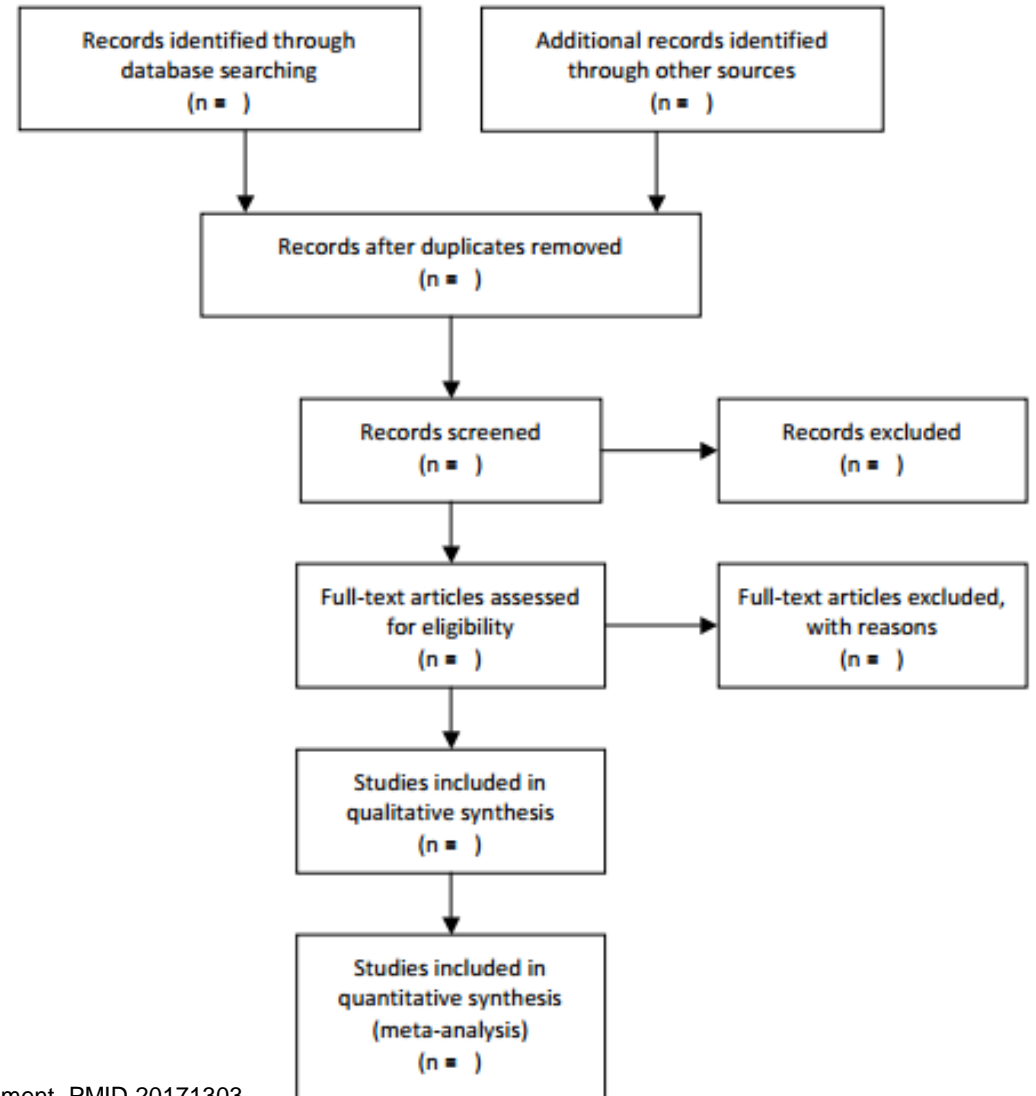 Records identified through
database searching
(n =   )
Additional records identified
through other sources
(n =   )
Records after duplicates removed
(n =   )
Records screened
(n =   )
Records excluded
(n =   )
Full-text articles assessed
for eligibility
(n =   )
Full-text articles excluded,
with reasons
(n =   )
Studies included in
qualitative synthesis
(n =   )
Studies included in
quantitative synthesis
(meta-analysis)
(n =   )
PMID 20171303